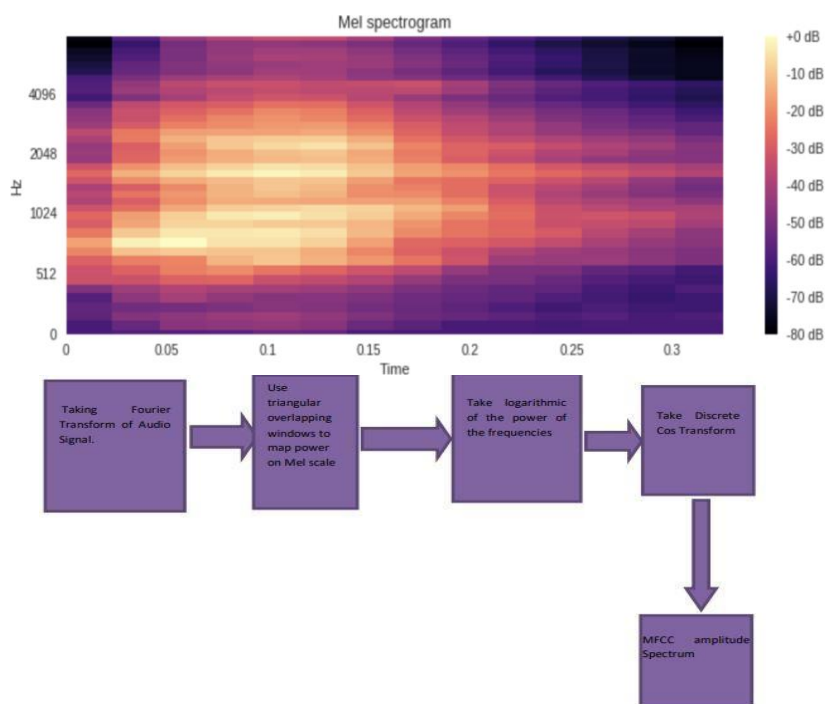 Mel spectrogram
Hz
4096
2048
1024
512
0
0 0.05 0.1 0.15 0.2 0.25 0.3
Time
+0 dB
-10 dB
-20 dB
-30 dB
-40 dB
-50 dB
-60 dB
-70 dB
-80 dB
Taking Fourier
Transform of Audio
Signal.
Use
triangular
overlapping
windows to
map power
on Mel scale
Take logarithmic
of the power of
the frequencies
Take Discrete
Cos Transform
MFCC amplitude
Spectrum